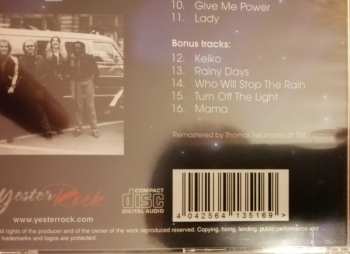 10. Give Me Power
11. Lady
Bonus tracks:
12. Keiko
13. Rainy Days
14. Who Will Stop The Rain
15. Turn Off The Light
16. Mama
Remastered by Thomas
Yester Rock
www.yesterrock.com
COMPACT
disc
DIGITAL AUDIO
4 042564 135169 >
All rights of the producer and of the owner of the work reproduced reserved. Copying, hiring, lending, public performance and
trademarks and logos are protected.